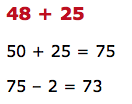 48 + 25
50 + 25 = 75
75 – 2 = 73